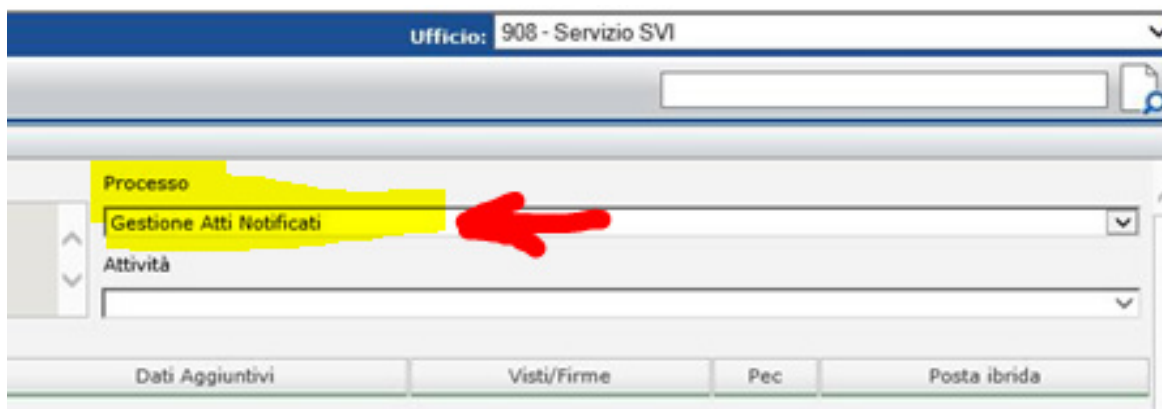 Ufficio: 908 - Servizio SVI
Processo
Gestione Atti Notificati
Attività
Dati Aggiuntivi Visti/Firme Pec Posta ibrida